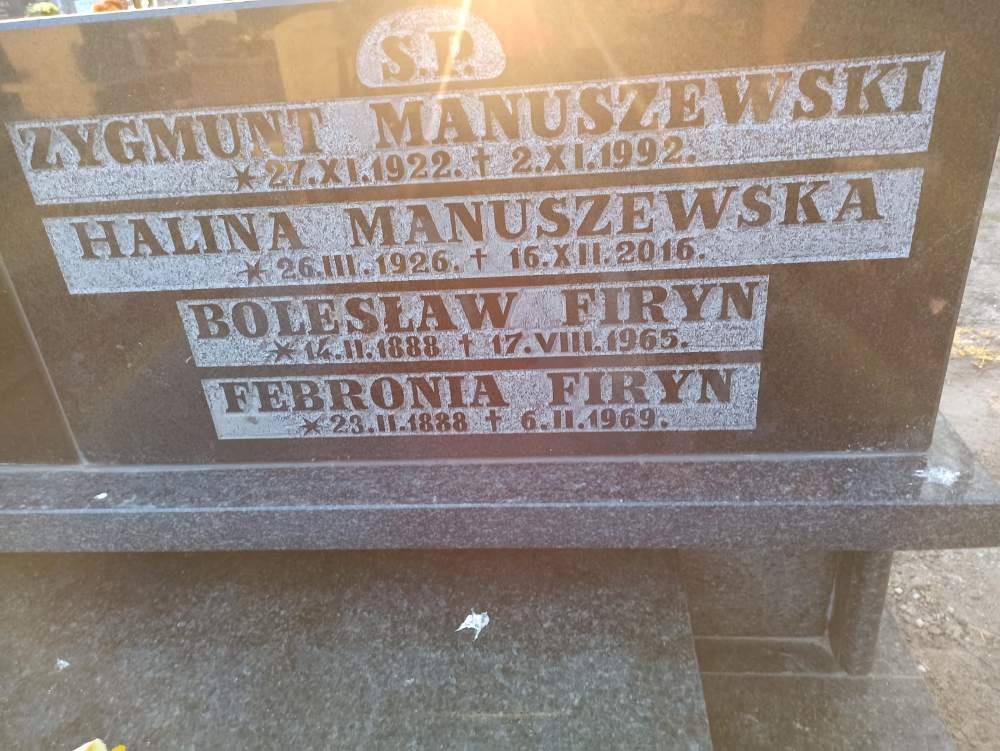 Ś.P.
ZYGMUNT MANUSZEWSKI
* 27.XI.1922. † 2.XI.1992.
HALINA MANUSZEWSKA
* 26.III.1926. † 16.XII.2016.
BOLESŁAW FIRYN
* 14.II.1888 † 17.VIII.1965.
FEBRONIA FIRYN
* 23.II.1888 † 6.II.1969.